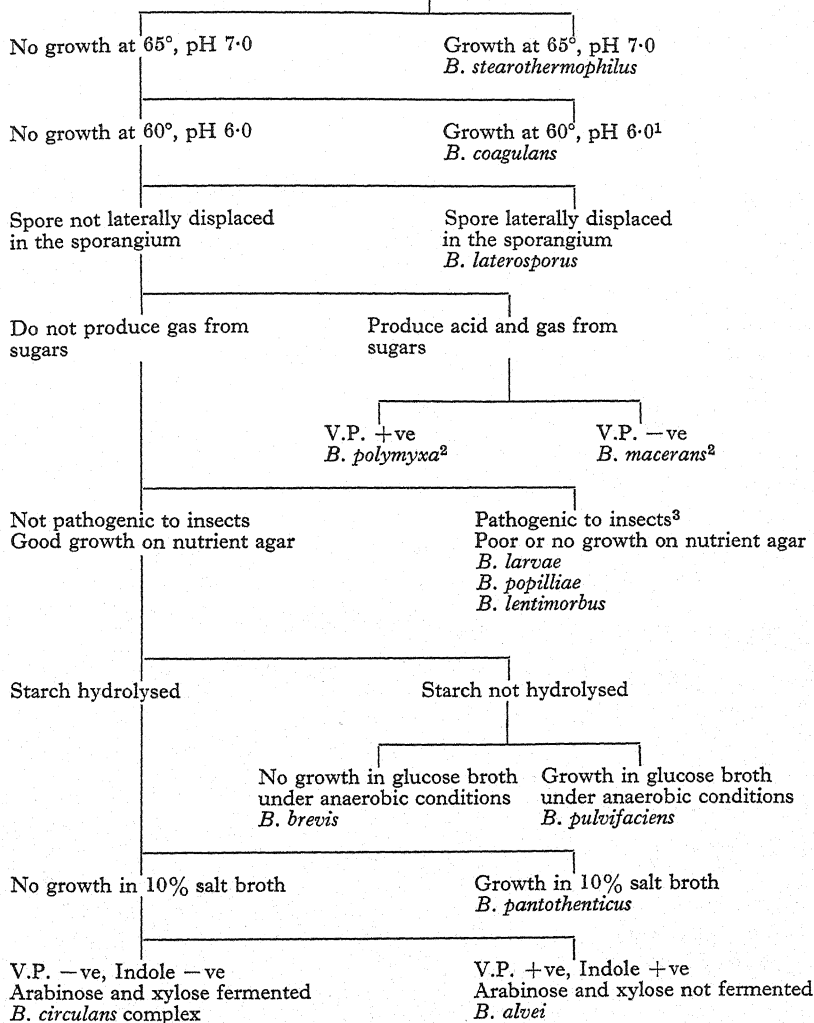 No growth at 65°, pH 7·0
Growth at 65°, pH 7·0
B. stearothermophilus
No growth at 60°, pH 6·0
Growth at 60°, pH 6·0¹
B. coagulans
Spore not laterally displaced
in the sporangium
Spore laterally displaced
in the sporangium
B. laterosporus
Do not produce gas from
sugars
Produce acid and gas from
sugars
V.P. +ve
B. polymyxa²
V.P. −ve
B. macerans²
Not pathogenic to insects
Good growth on nutrient agar
Pathogenic to insects³
Poor or no growth on nutrient agar
B. larvae
B. popilliae
B. lentimorbus
Starch hydrolysed
Starch not hydrolysed
No growth in glucose broth
under anaerobic conditions
B. brevis
Growth in glucose broth
under anaerobic conditions
B. pulvifaciens
No growth in 10% salt broth
Growth in 10% salt broth
B. pantothenticus
V.P. −ve, Indole −ve
Arabinose and xylose fermented
B. circulans complex
V.P. +ve, Indole +ve
Arabinose and xylose not fermented
B. alvei